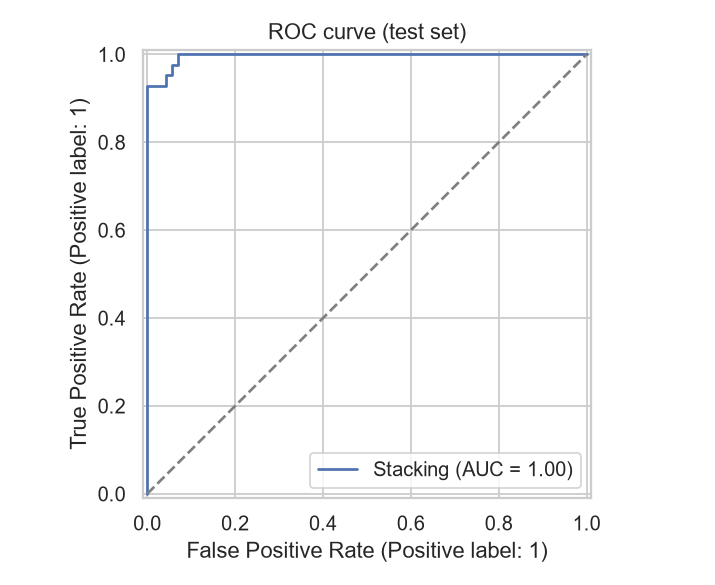 ROC curve (test set)
True Positive Rate (Positive label: 1)
1.0
0.8
0.6
0.4
0.2
0.0
Stacking (AUC = 1.00)
0.0 0.2 0.4 0.6 0.8 1.0
False Positive Rate (Positive label: 1)